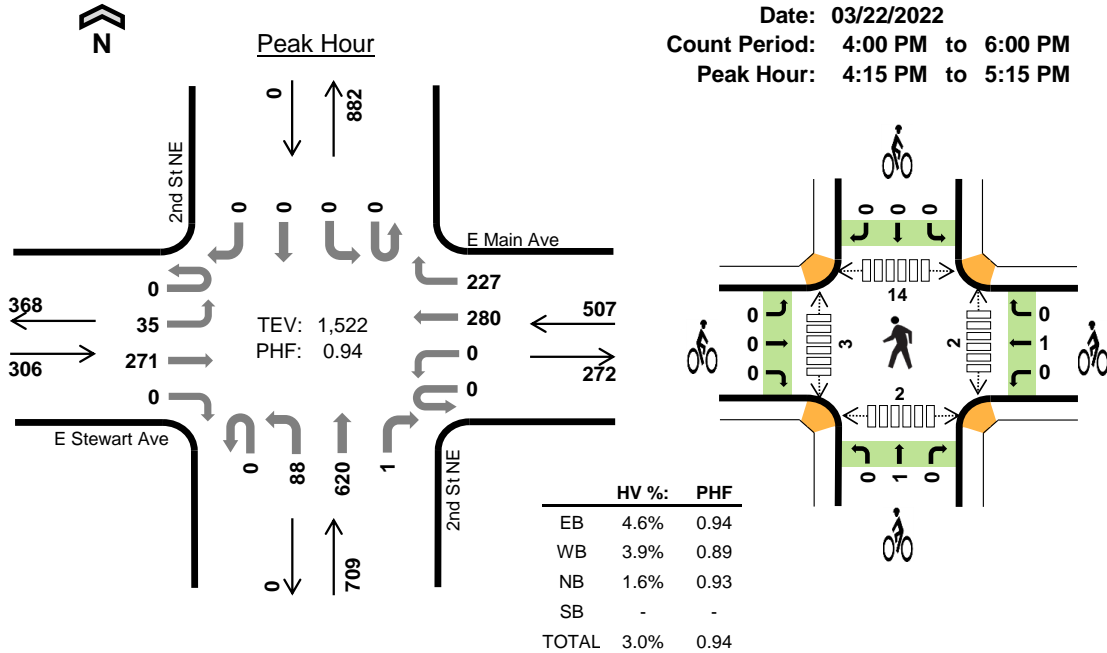 N
Peak Hour
Date: 03/22/2022
Count Period: 4:00 PM to 6:00 PM
Peak Hour: 4:15 PM to 5:15 PM
0
882
2nd St NE
0
0
0
0
E Main Ave
0
35
271
0
368
306
TEV: 1,522
PHF: 0.94
227
280
0
0
507
272
E Stewart Ave
0
88
620
1
2nd St NE
0
709
0 0 0
14
0
0
0
3
2
0
1
0
2
0 1 0
HV %: PHF
EB 4.6% 0.94
WB 3.9% 0.89
NB 1.6% 0.93
SB - -
TOTAL 3.0% 0.94